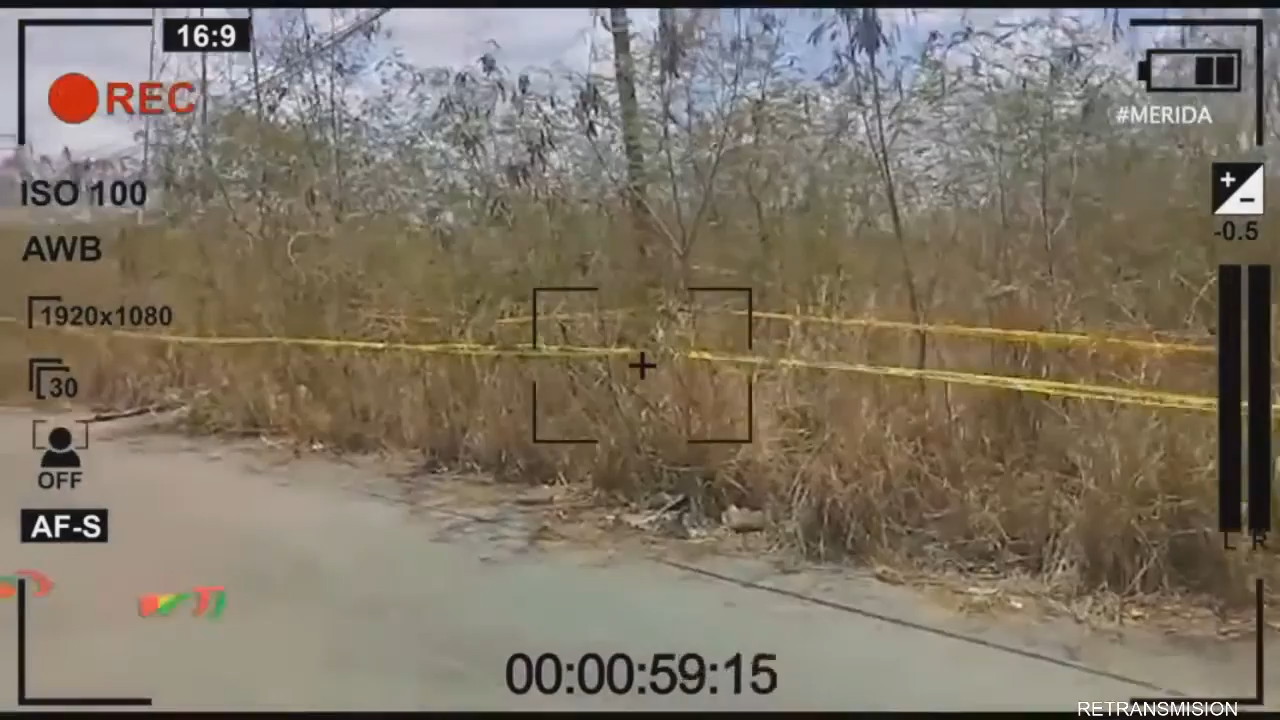 16:9
REC
#MERIDA
ISO 100
+
-
-0.5
AWB
1920x1080
30
OFF
AF-S
L R
00:00:59:15
RETRANSMISION